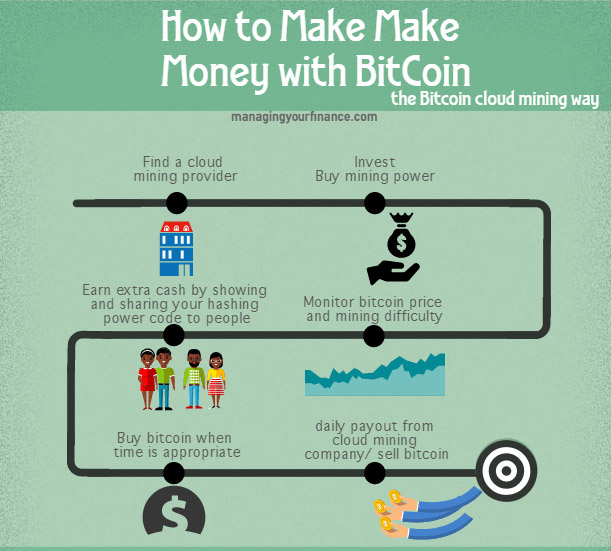 How to Make Make
Money with BitCoin
the Bitcoin cloud mining way
managingyourfinance.com
Find a cloud
mining provider
Invest
Buy mining power
Monitor bitcoin price
and mining difficulty
Earn extra cash by showing
and sharing your hashing
power code to people
Buy bitcoin when
time is appropriate
daily payout from
cloud mining
company/ sell bitcoin